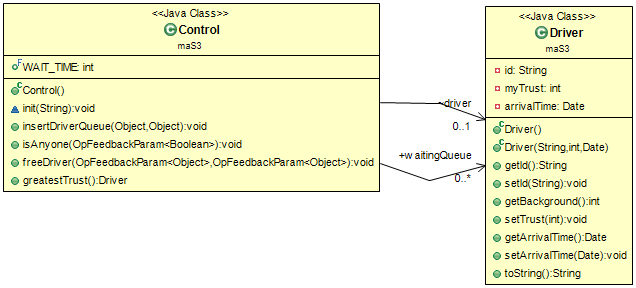 <<Java Class>>
Control
maS3
WAIT_TIME: int
Control()
init(String):void
insertDriverQueue(Object,Object):void
isAnyone(OpFeedbackParam<Boolean>):void
freeDriver(OpFeedbackParam<Object>,OpFeedbackParam<Object>):void
greatestTrust():Driver
~driver
0..1
+waitingQueue
0..*
<<Java Class>>
Driver
maS3
id: String
myTrust: int
arrivalTime: Date
Driver()
Driver(String,int,Date)
getId():String
setId(String):void
getBackground():int
setTrust(int):void
getArrivalTime():Date
setArrivalTime(Date):void
toString():String